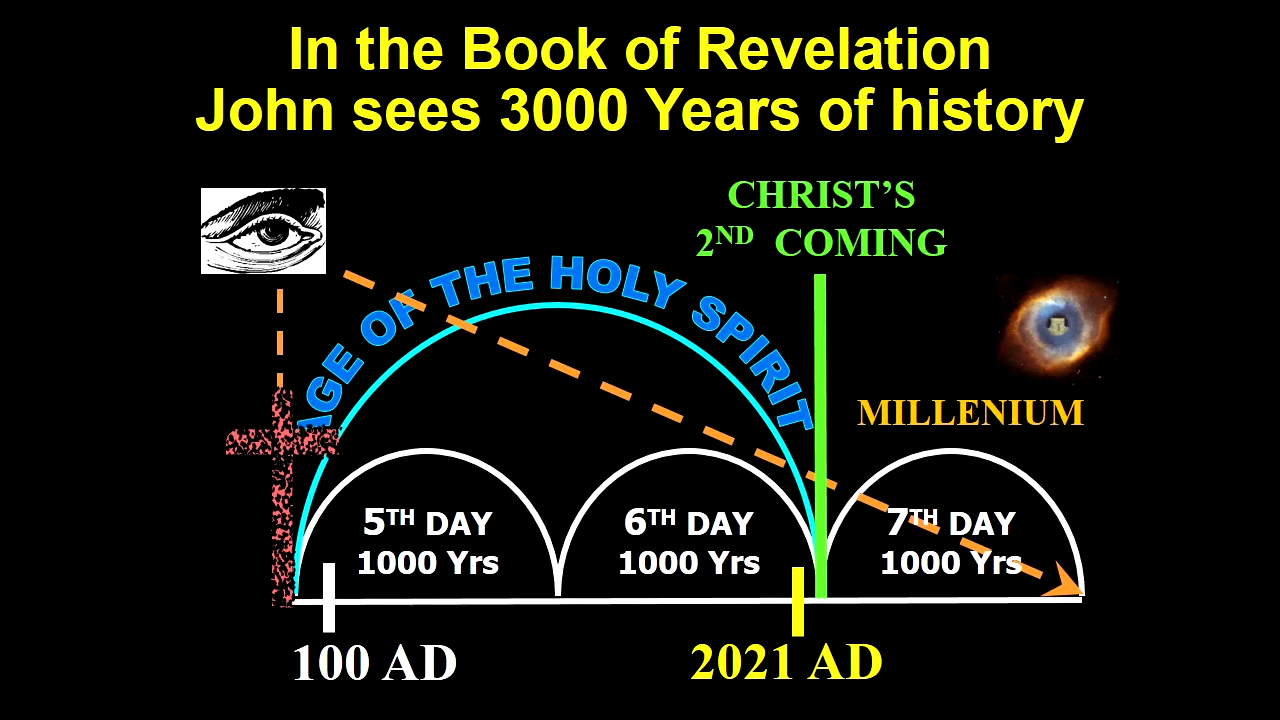 In the Book of Revelation
John sees 3000 Years of history
CHRIST’S
2ND COMING
AGE OF THE HOLY SPIRIT
MILLENIUM
5TH DAY
1000 Yrs
6TH DAY
1000 Yrs
7TH DAY
1000 Yrs
100 AD
2021 AD